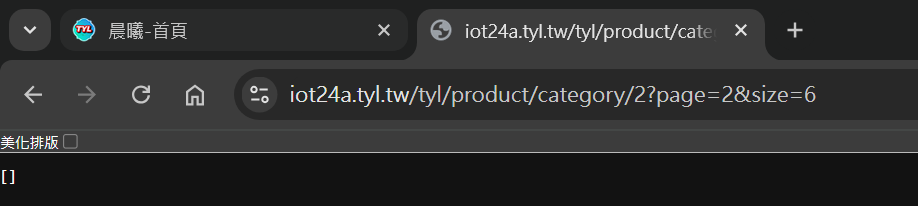 TYL 晨曦-首頁
iot24a.tyl.tw/tyl/product/cate
iot24a.tyl.tw/tyl/product/category/2?page=2&size=6
美化排版
[]